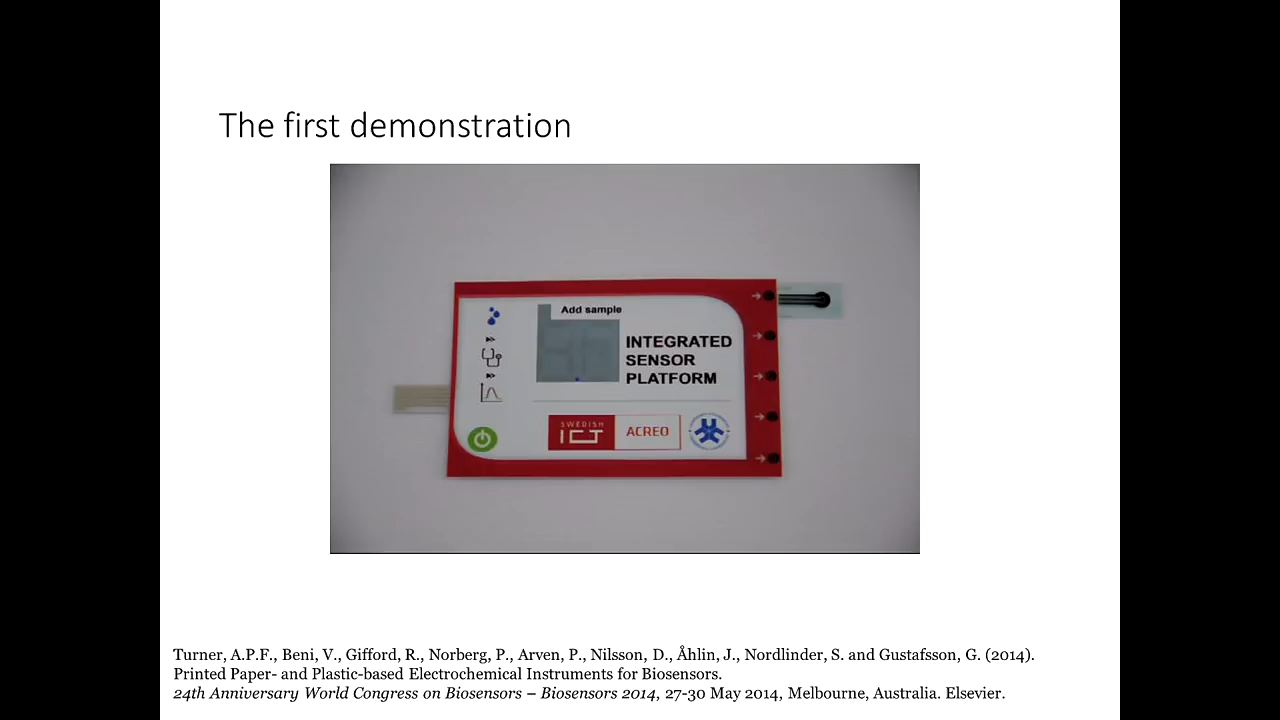 The first demonstration
Add sample
INTEGRATED
SENSOR
PLATFORM
SWEDISH
ICT
ACREO
Turner, A.P.F., Beni, V., Gifford, R., Norberg, P., Arven, P., Nilsson, D., Åhlin, J., Nordlinder, S. and Gustafsson, G. (2014).
Printed Paper- and Plastic-based Electrochemical Instruments for Biosensors.
24th Anniversary World Congress on Biosensors – Biosensors 2014, 27-30 May 2014, Melbourne, Australia. Elsevier.